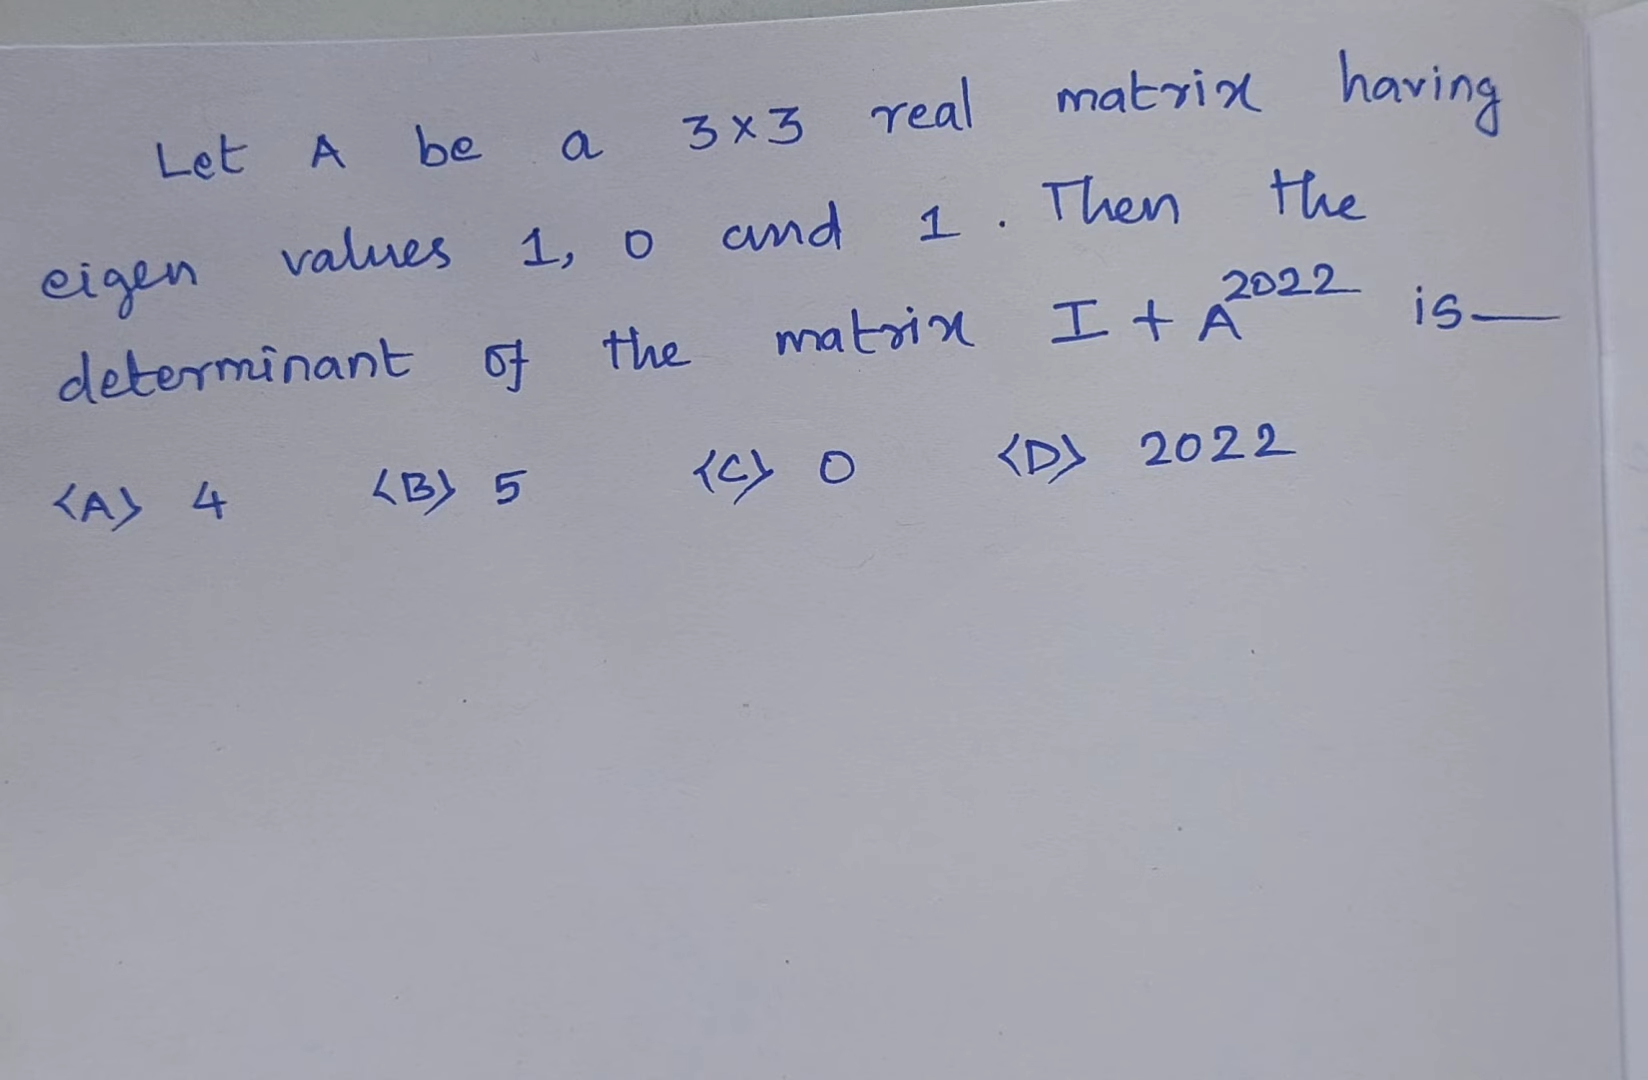 Let A be a 3×3 real matrix having
eigen values 1, 0 and 1. Then the
determinant of the matrix I + A²⁰²² is —
<A> 4 <B> 5 <C> 0 <D> 2022